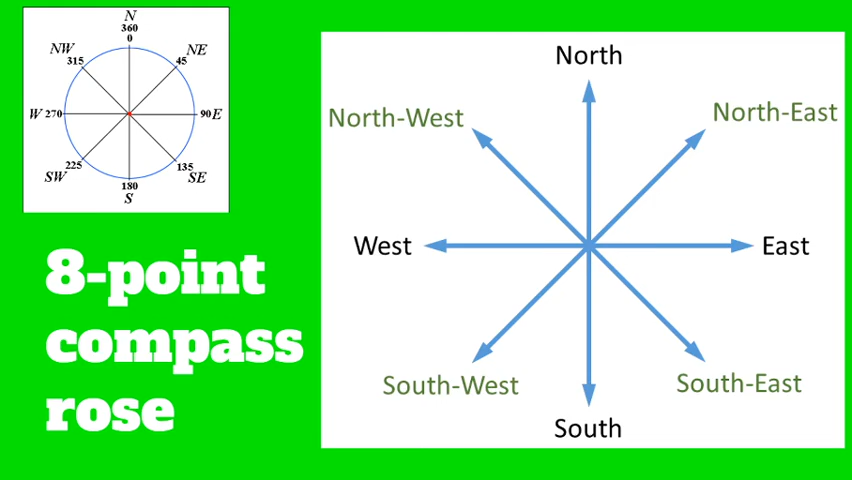 N
360
0
NW
NE
315
45
W 270
90 E
225
135
SW
SE
180
S
8-point
compass
rose
North
North-West
North-East
West
East
South-West
South-East
South